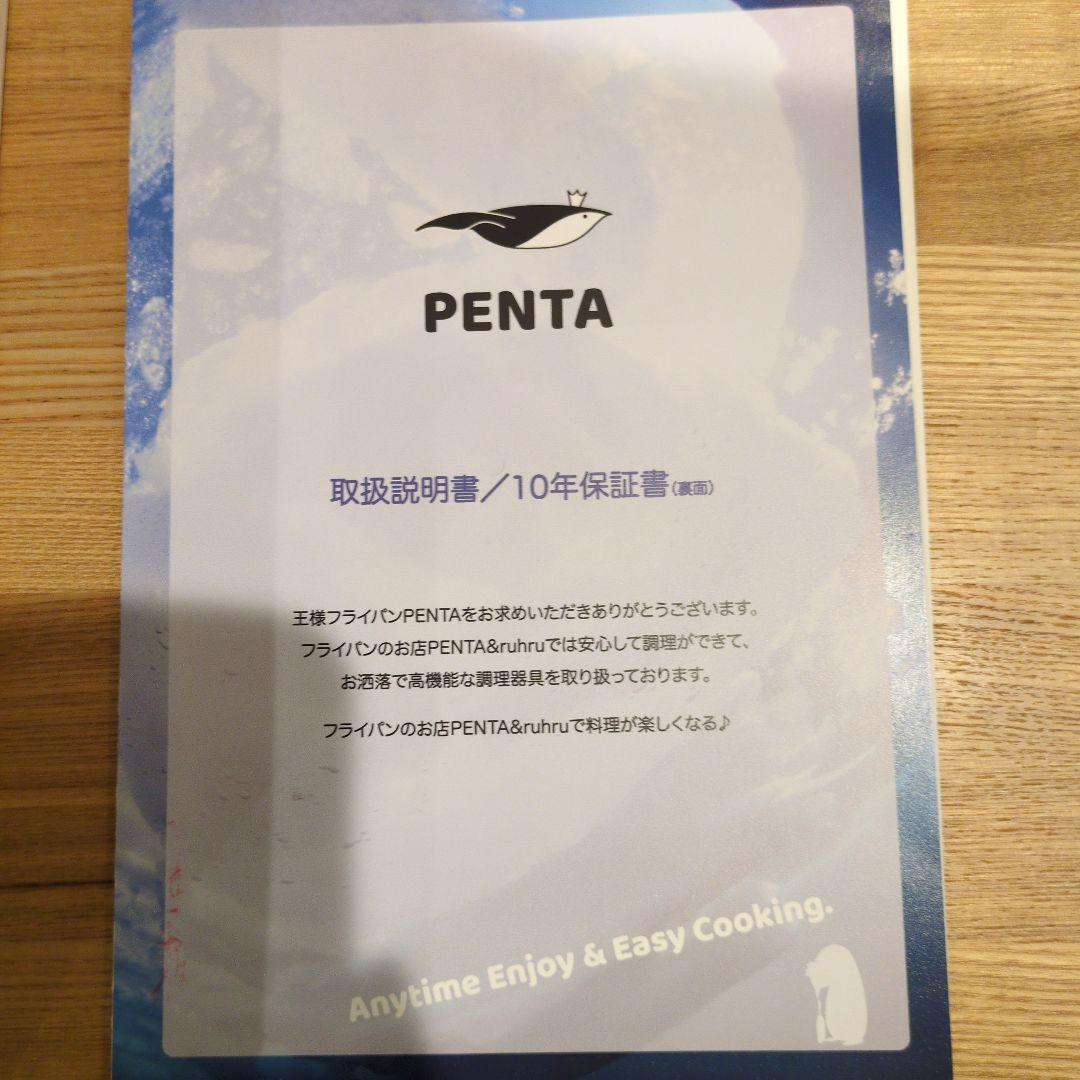 PENTA
取扱説明書／10年保証書(裏面)
王様フライパンPENTAをお求めいただきありがとうございます。
フライパンのお店PENTA&ruhruでは安心して調理ができて、
お洒落で高機能な調理器具を取り扱っております。
フライパンのお店PENTA&ruhruで料理が楽しくなる♪
Anytime Enjoy & Easy Cooking.